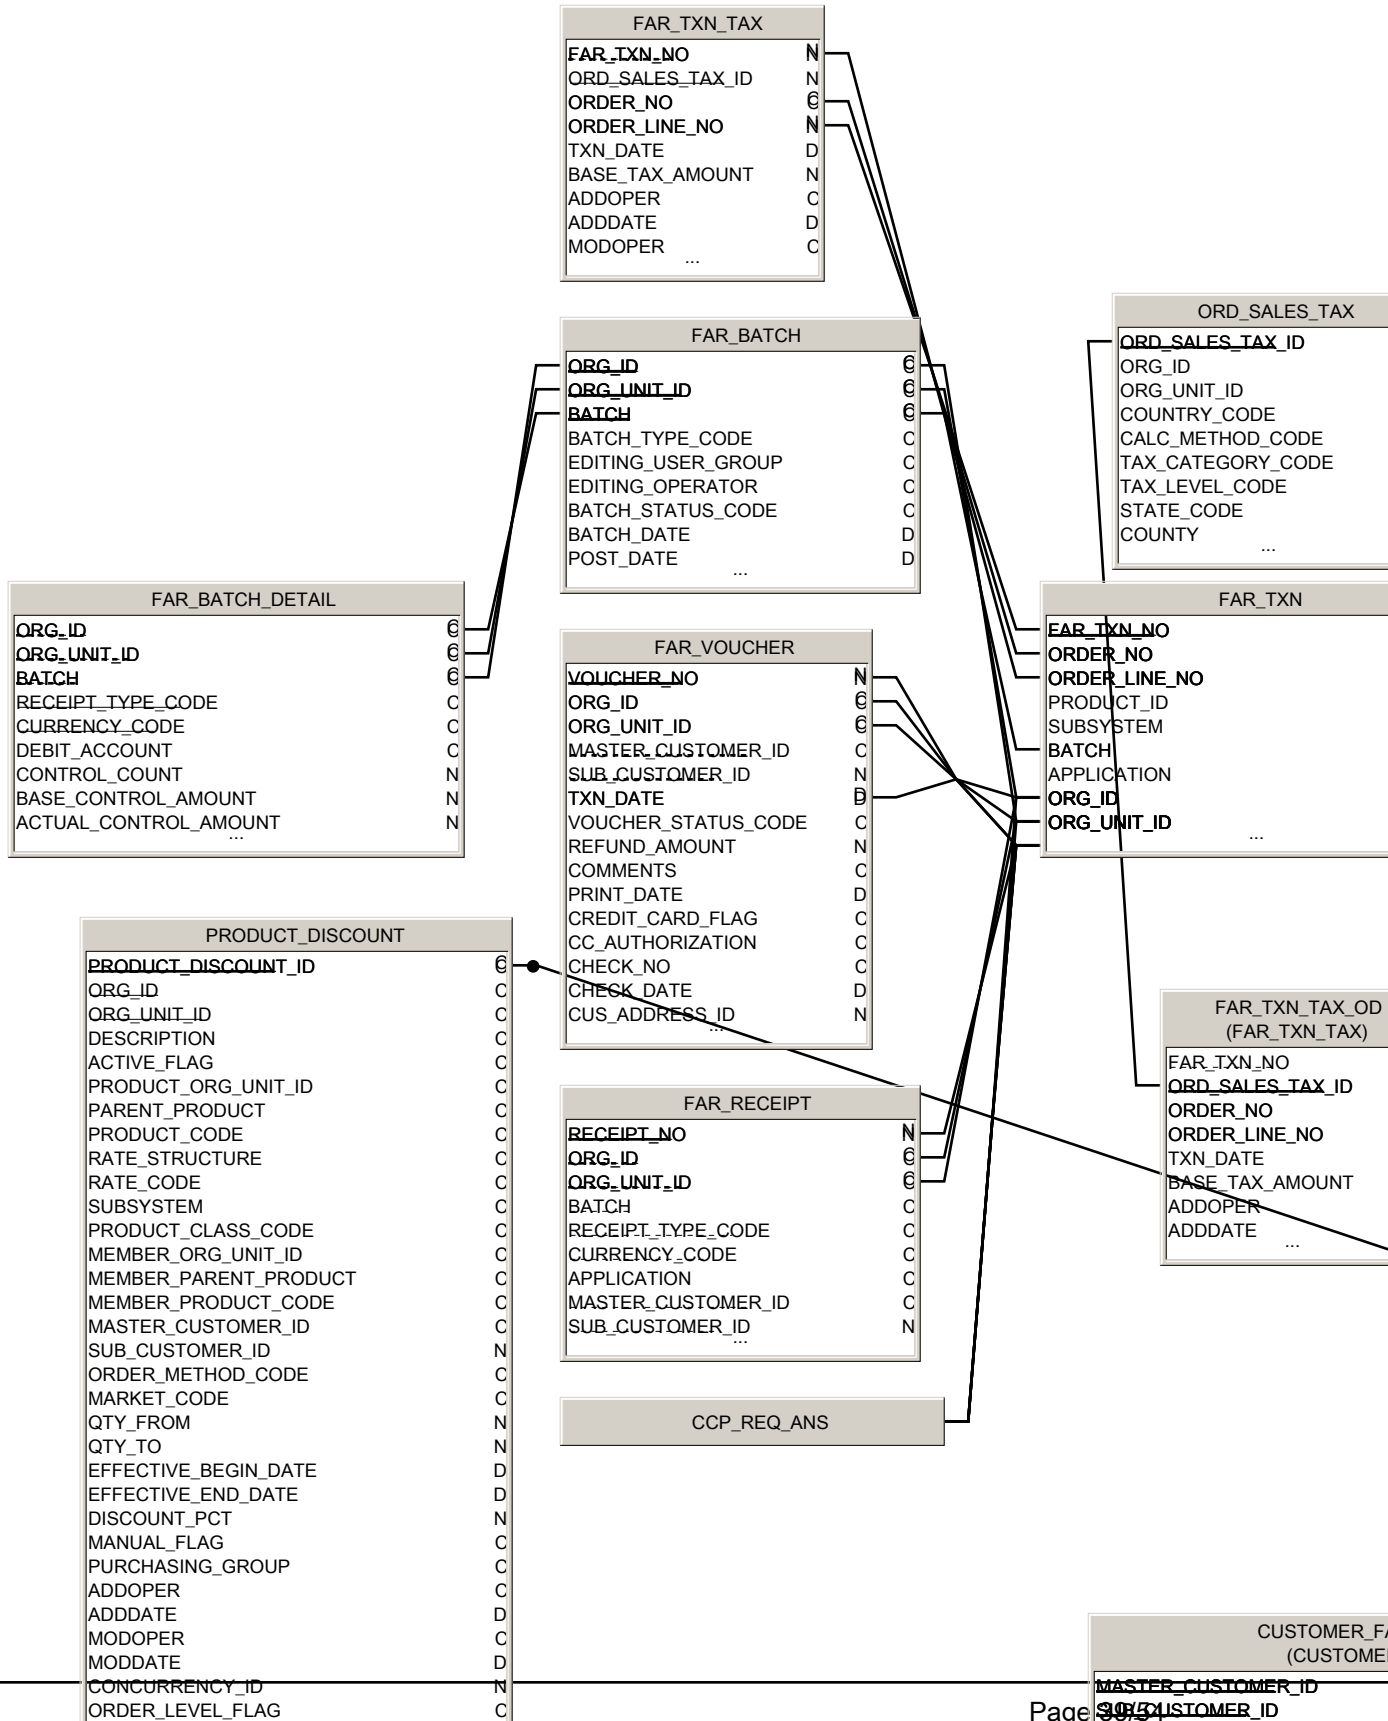 FAR_TXN_TAX
FAR_TXN_NO N
ORD_SALES_TAX_ID N
ORDER_NO C
ORDER_LINE_NO N
TXN_DATE D
BASE_TAX_AMOUNT N
ADDOPER C
ADDDATE D
MODOPER C
...
FAR_BATCH
ORG_ID C
ORG_UNIT_ID C
BATCH C
BATCH_TYPE_CODE C
EDITING_USER_GROUP C
EDITING_OPERATOR C
BATCH_STATUS_CODE C
BATCH_DATE D
POST_DATE D
...
ORD_SALES_TAX
ORD_SALES_TAX_ID
ORG_ID
ORG_UNIT_ID
COUNTRY_CODE
CALC_METHOD_CODE
TAX_CATEGORY_CODE
TAX_LEVEL_CODE
STATE_CODE
COUNTY
...
FAR_BATCH_DETAIL
ORG_ID C
ORG_UNIT_ID C
BATCH C
RECEIPT_TYPE_CODE C
CURRENCY_CODE C
DEBIT_ACCOUNT C
CONTROL_COUNT N
BASE_CONTROL_AMOUNT N
ACTUAL_CONTROL_AMOUNT N
...
FAR_VOUCHER
VOUCHER_NO N
ORG_ID C
ORG_UNIT_ID C
MASTER_CUSTOMER_ID C
SUB_CUSTOMER_ID N
TXN_DATE D
VOUCHER_STATUS_CODE C
REFUND_AMOUNT N
COMMENTS C
PRINT_DATE D
CREDIT_CARD_FLAG C
CC_AUTHORIZATION C
CHECK_NO C
CHECK_DATE D
CUS_ADDRESS_ID N
...
FAR_TXN
FAR_TXN_NO
ORDER_NO
ORDER_LINE_NO
PRODUCT_ID
SUBSYSTEM
BATCH
APPLICATION
ORG_ID
ORG_UNIT_ID
...
PRODUCT_DISCOUNT
PRODUCT_DISCOUNT_ID C
ORG_ID C
ORG_UNIT_ID C
DESCRIPTION C
ACTIVE_FLAG C
PRODUCT_ORG_UNIT_ID C
PARENT_PRODUCT C
PRODUCT_CODE C
RATE_STRUCTURE C
RATE_CODE C
SUBSYSTEM C
PRODUCT_CLASS_CODE C
MEMBER_ORG_UNIT_ID C
MEMBER_PARENT_PRODUCT C
MEMBER_PRODUCT_CODE C
MASTER_CUSTOMER_ID C
SUB_CUSTOMER_ID N
ORDER_METHOD_CODE C
MARKET_CODE C
QTY_FROM N
QTY_TO N
EFFECTIVE_BEGIN_DATE D
EFFECTIVE_END_DATE D
DISCOUNT_PCT N
MANUAL_FLAG C
PURCHASING_GROUP C
ADDOPER C
ADDDATE D
MODOPER C
MODDATE D
CONCURRENCY_ID N
ORDER_LEVEL_FLAG C
FAR_RECEIPT
RECEIPT_NO N
ORG_ID C
ORG_UNIT_ID C
BATCH C
RECEIPT_TYPE_CODE C
CURRENCY_CODE C
APPLICATION C
MASTER_CUSTOMER_ID C
SUB_CUSTOMER_ID N
...
CCP_REQ_ANS
FAR_TXN_TAX_OD
(FAR_TXN_TAX)
FAR_TXN_NO
ORD_SALES_TAX_ID
ORDER_NO
ORDER_LINE_NO
TXN_DATE
BASE_TAX_AMOUNT
ADDOPER
ADDDATE
...
CUSTOMER_FA
(CUSTOME
MASTER_CUSTOMER_ID
SUB_CUSTOMER_ID
Page 39/54